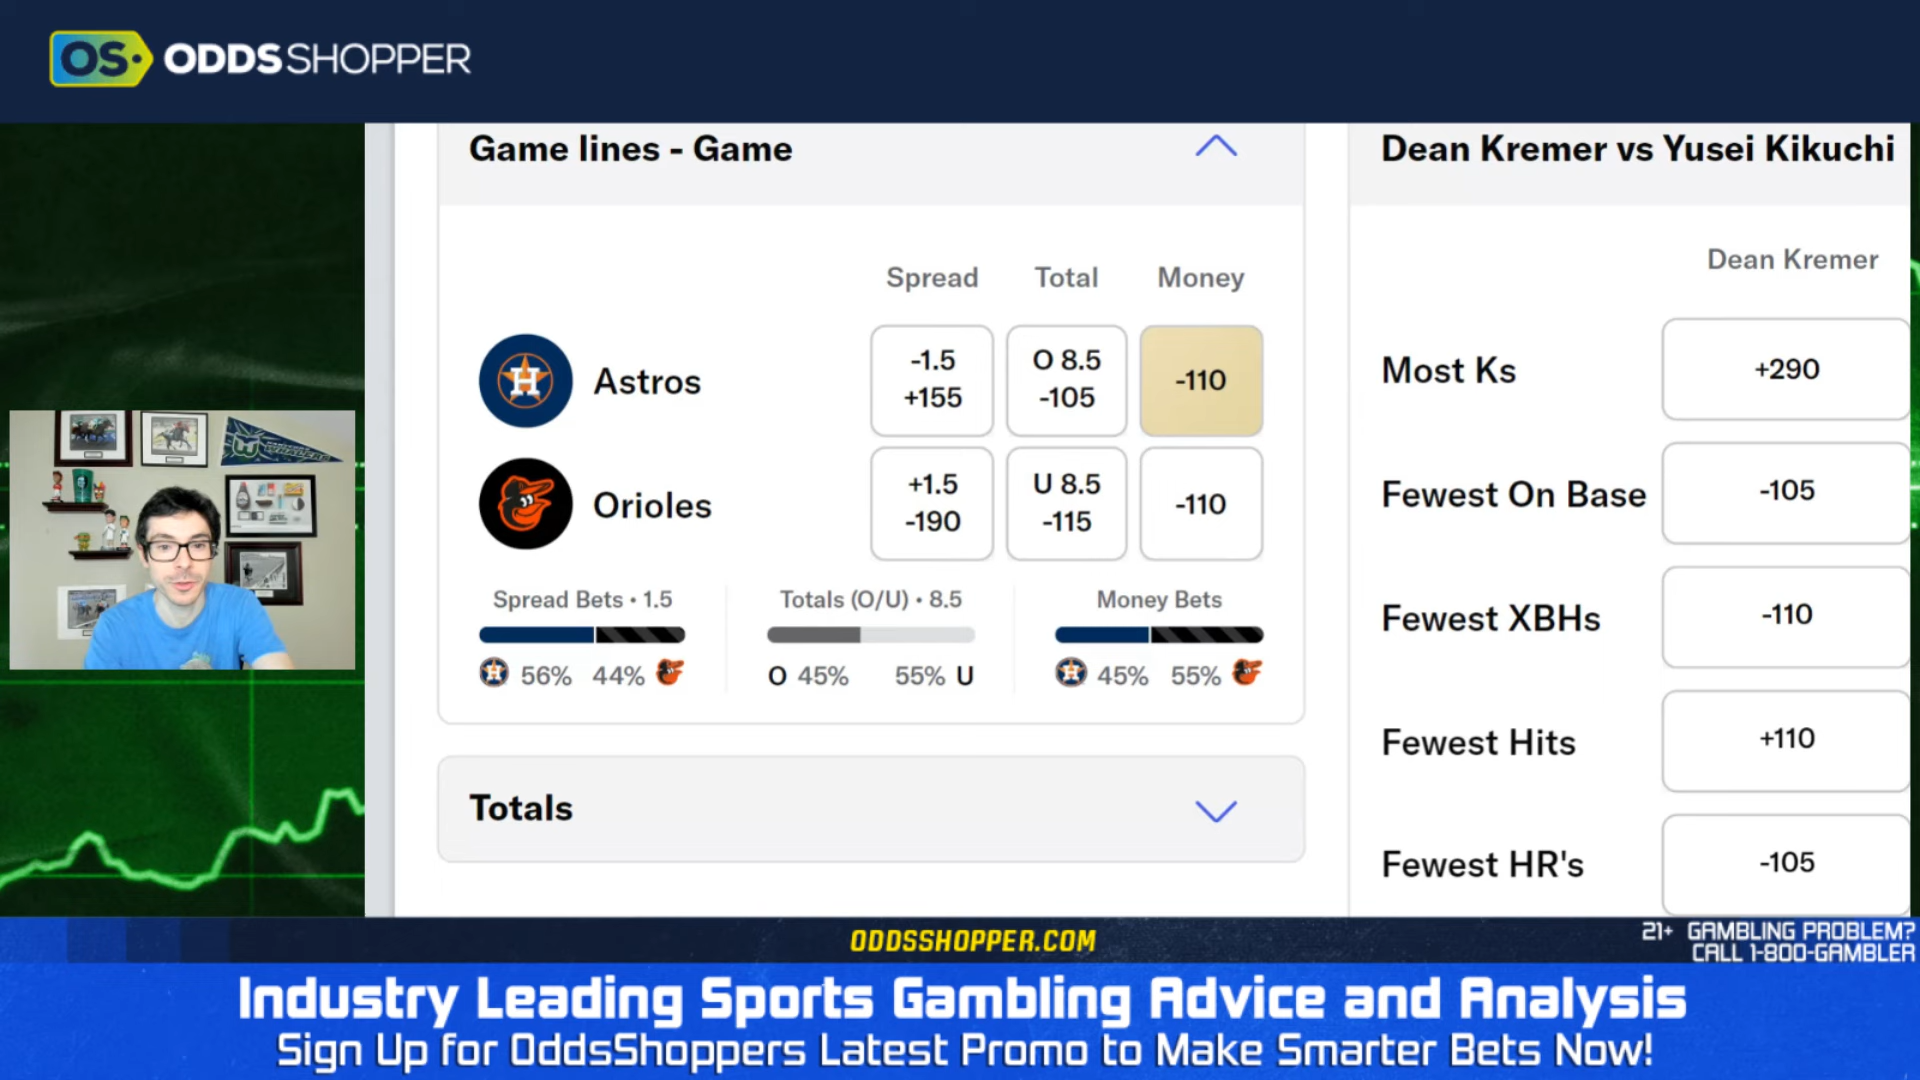 OS ODDSSHOPPER
Game lines - Game
Spread Total Money
Astros
-1.5 +155
O 8.5 -105
-110
Orioles
+1.5 -190
U 8.5 -115
-110
Spread Bets • 1.5
56% 44%
Totals (O/U) • 8.5
O 45% 55% U
Money Bets
45% 55%
Totals
Dean Kremer vs Yusei Kikuchi
Dean Kremer
Most Ks +290
Fewest On Base -105
Fewest XBHs -110
Fewest Hits +110
Fewest HR's -105
ODDSSHOPPER.COM
21+ GAMBLING PROBLEM?
CALL 1-800-GAMBLER
Industry Leading Sports Gambling Advice and Analysis
Sign Up for OddsShoppers Latest Promo to Make Smarter Bets Now!